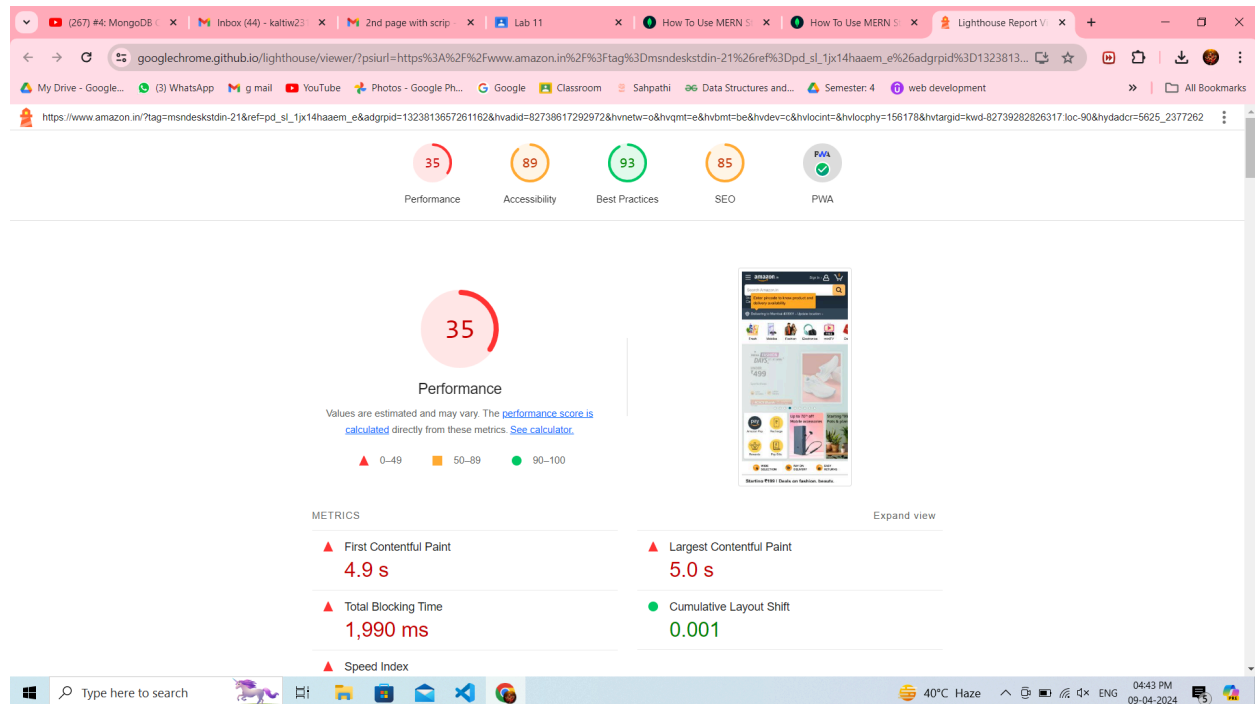 (267) #4: MongoDB C
Inbox (44) - kaltiw231
2nd page with scrip -
Lab 11
How To Use MERN S
How To Use MERN S
Lighthouse Report V
googlechrome.github.io/lighthouse/viewer/?psiurl=https%3A%2F%2Fwww.amazon.in%2F%3Ftag%3Dmsndeskstdin-21%26ref%3Dpd_sl_1jx14haaem_e%26adgrpid%3D1323813...
My Drive - Google...
(3) WhatsApp
g mail
YouTube
Photos - Google Ph...
Google
Classroom
Sahpathi
Data Structures and...
Semester: 4
web development
»
All Bookmarks
https://www.amazon.in/?tag=msndeskstdin-21&ref=pd_sl_1jx14haaem_e&adgrpid=1323813657261162&hvadid=82738617292972&hvnetw=o&hvqmt=e&hvbmt=be&hvdev=c&hvlocint=&hvlocphy=156178&hvtargid=kwd-82739282826317:loc-90&hydadcr=5625_2377262
35
89
93
85
PWA
Performance
Accessibility
Best Practices
SEO
PWA
35
Performance
Values are estimated and may vary. The performance score is
calculated directly from these metrics. See calculator.
0–49
50–89
90–100
amazon
METRICS
Expand view
First Contentful Paint
4.9 s
Largest Contentful Paint
5.0 s
Total Blocking Time
1,990 ms
Cumulative Layout Shift
0.001
Speed Index
Type here to search
40°C Haze
ENG
04:43 PM
09-04-2024
5